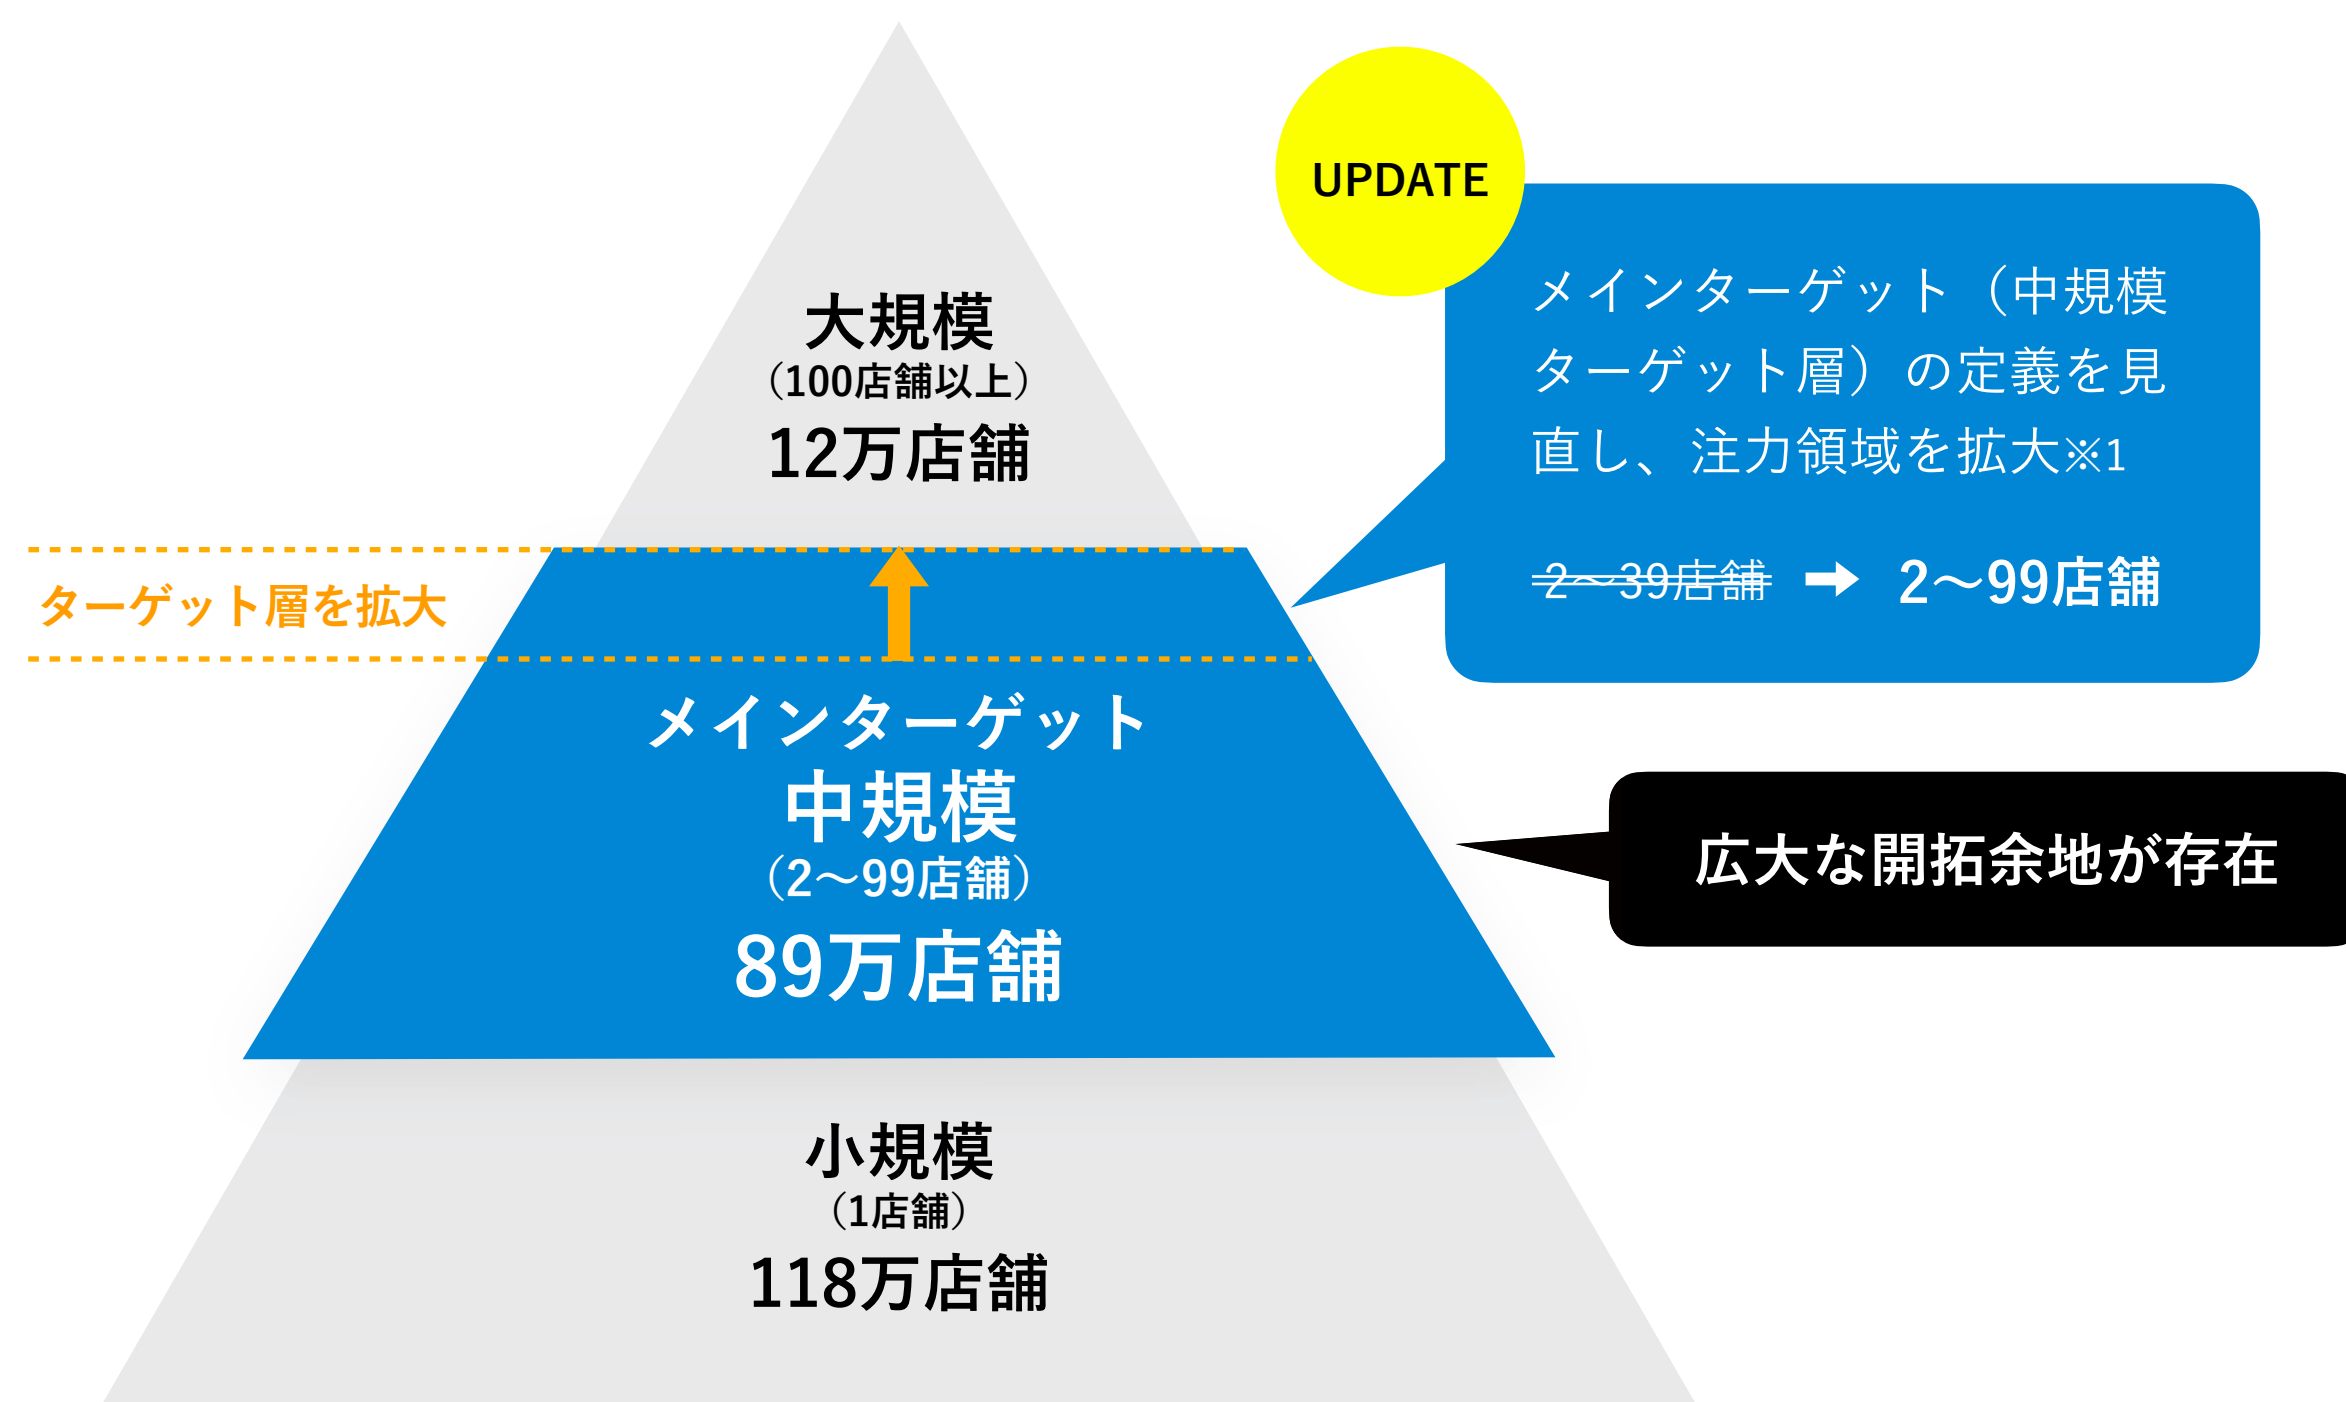 大規模
（100店舗以上）
12万店舗
UPDATE
メインターゲット（中規模
ターゲット層）の定義を見
直し、注力領域を拡大※1
2〜39店舗
2〜99店舗
ターゲット層を拡大
メインターゲット
中規模
（2〜99店舗）
89万店舗
広大な開拓余地が存在
小規模
（1店舗）
118万店舗